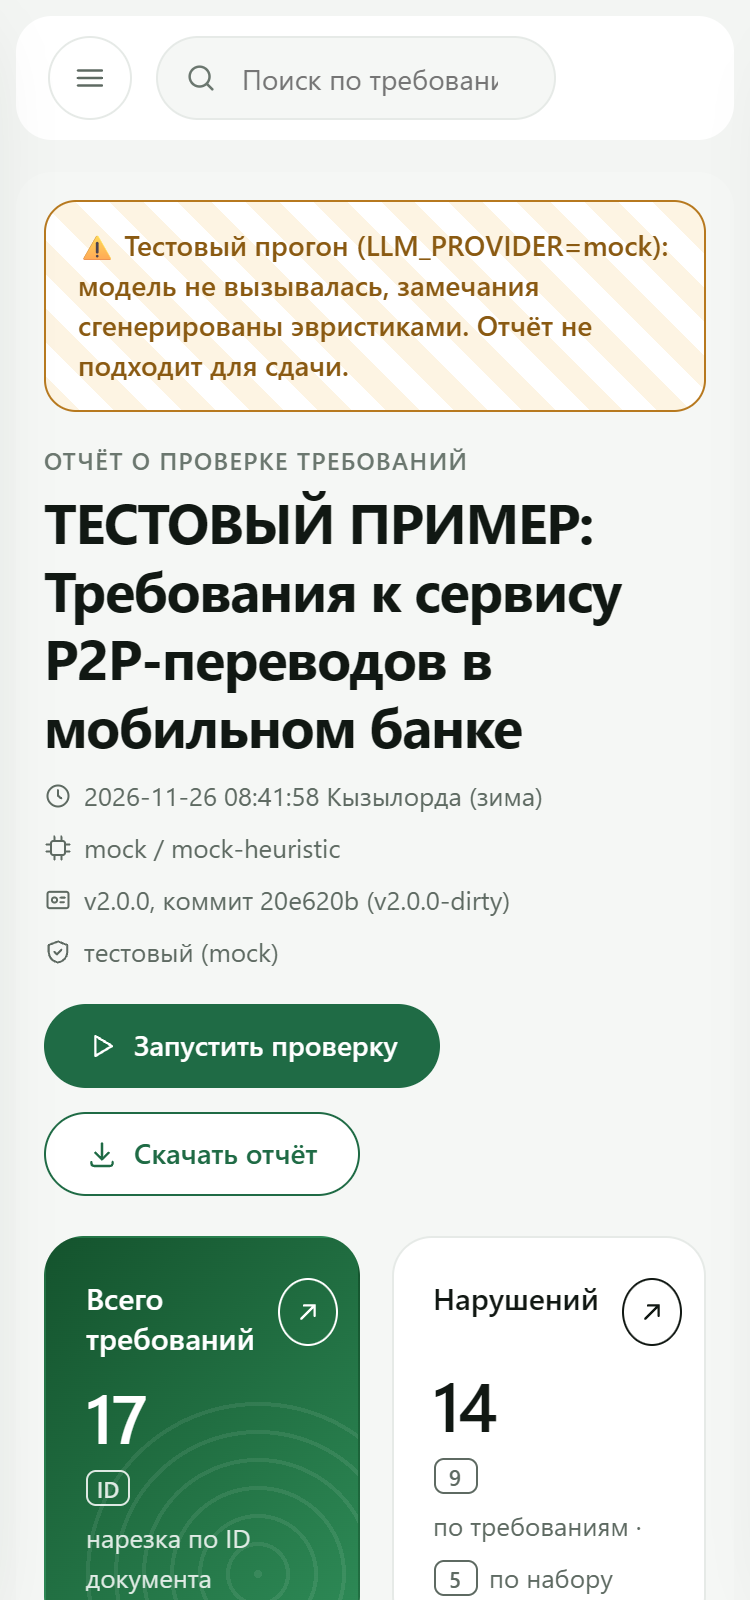 Поиск по требовани
⚠️ Тестовый прогон (LLM_PROVIDER=mock):
модель не вызывалась, замечания
сгенерированы эвристиками. Отчёт не
подходит для сдачи.
ОТЧЁТ О ПРОВЕРКЕ ТРЕБОВАНИЙ
ТЕСТОВЫЙ ПРИМЕР:
Требования к сервису
P2P-переводов в
мобильном банке
2026-11-26 08:41:58 Кызылорда (зима)
mock / mock-heuristic
v2.0.0, коммит 20e620b (v2.0.0-dirty)
тестовый (mock)
Запустить проверку
Скачать отчёт
Всего
требований
17
ID
нарезка по ID
документа
Нарушений
14
9
по требованиям ·
5 по набору